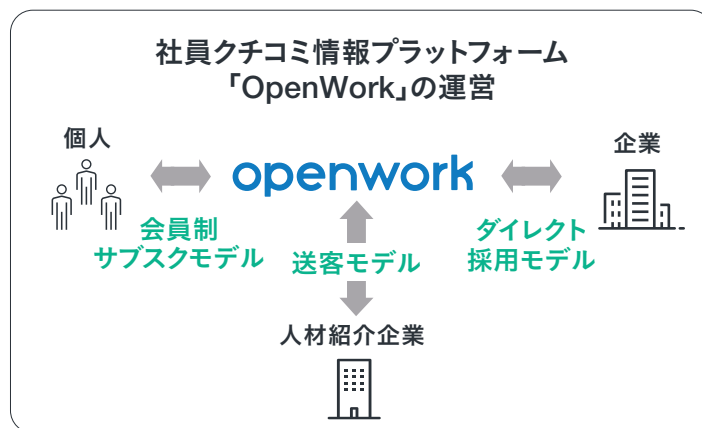 社員クチコミ情報プラットフォーム
「OpenWork」の運営
個人
openwork
企業
会員制
サブスクモデル
送客モデル
ダイレクト
採用モデル
人材紹介企業